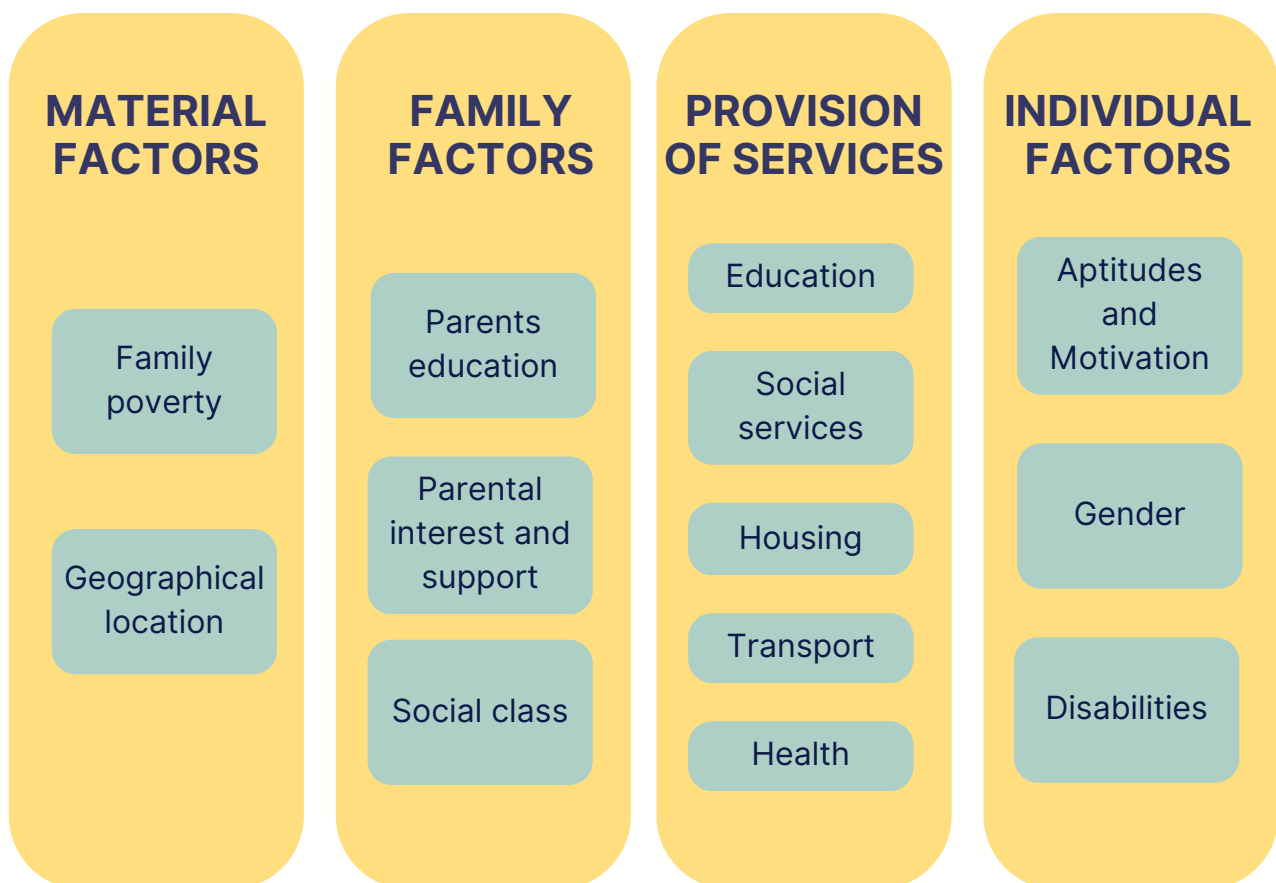 MATERIAL
FACTORS
Family
poverty
Geographical
location
FAMILY
FACTORS
Parents
education
Parental
interest and
support
Social class
PROVISION
OF SERVICES
Education
Social
services
Housing
Transport
Health
INDIVIDUAL
FACTORS
Aptitudes
and
Motivation
Gender
Disabilities